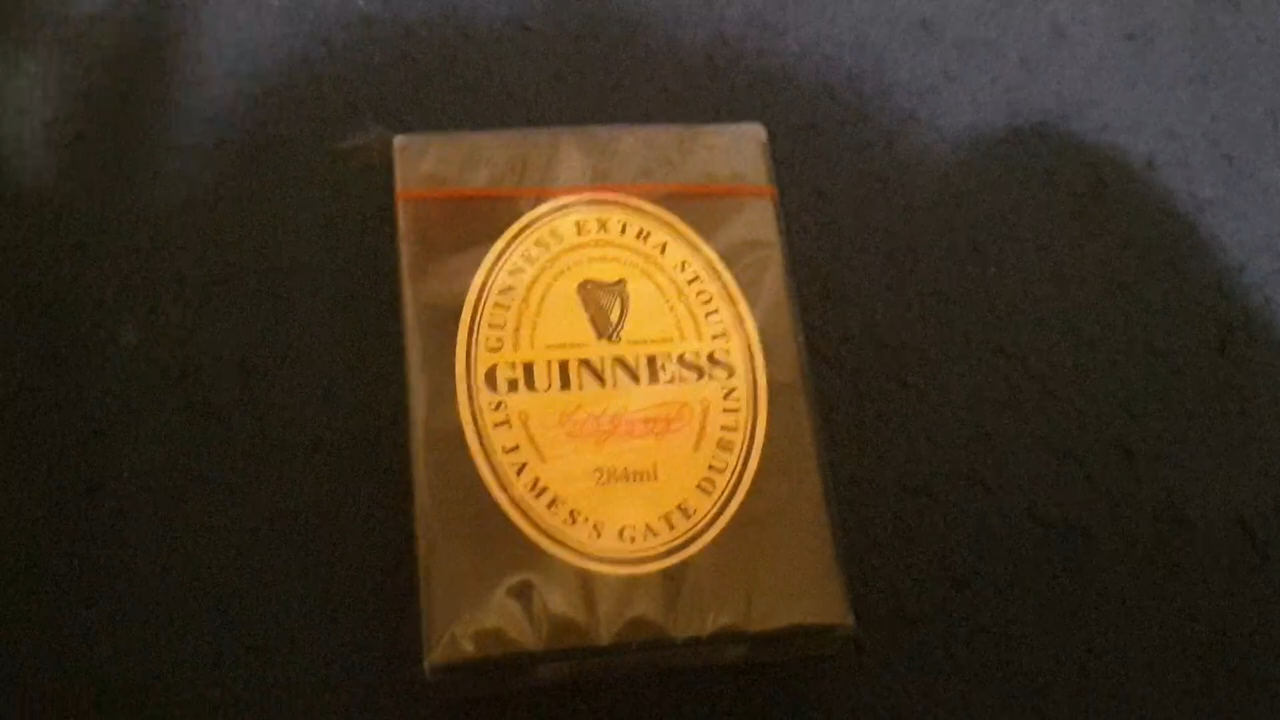 GUINNESS EXTRA STOUT
GUINNESS
284ml
ST JAMES'S GATE DUBLIN